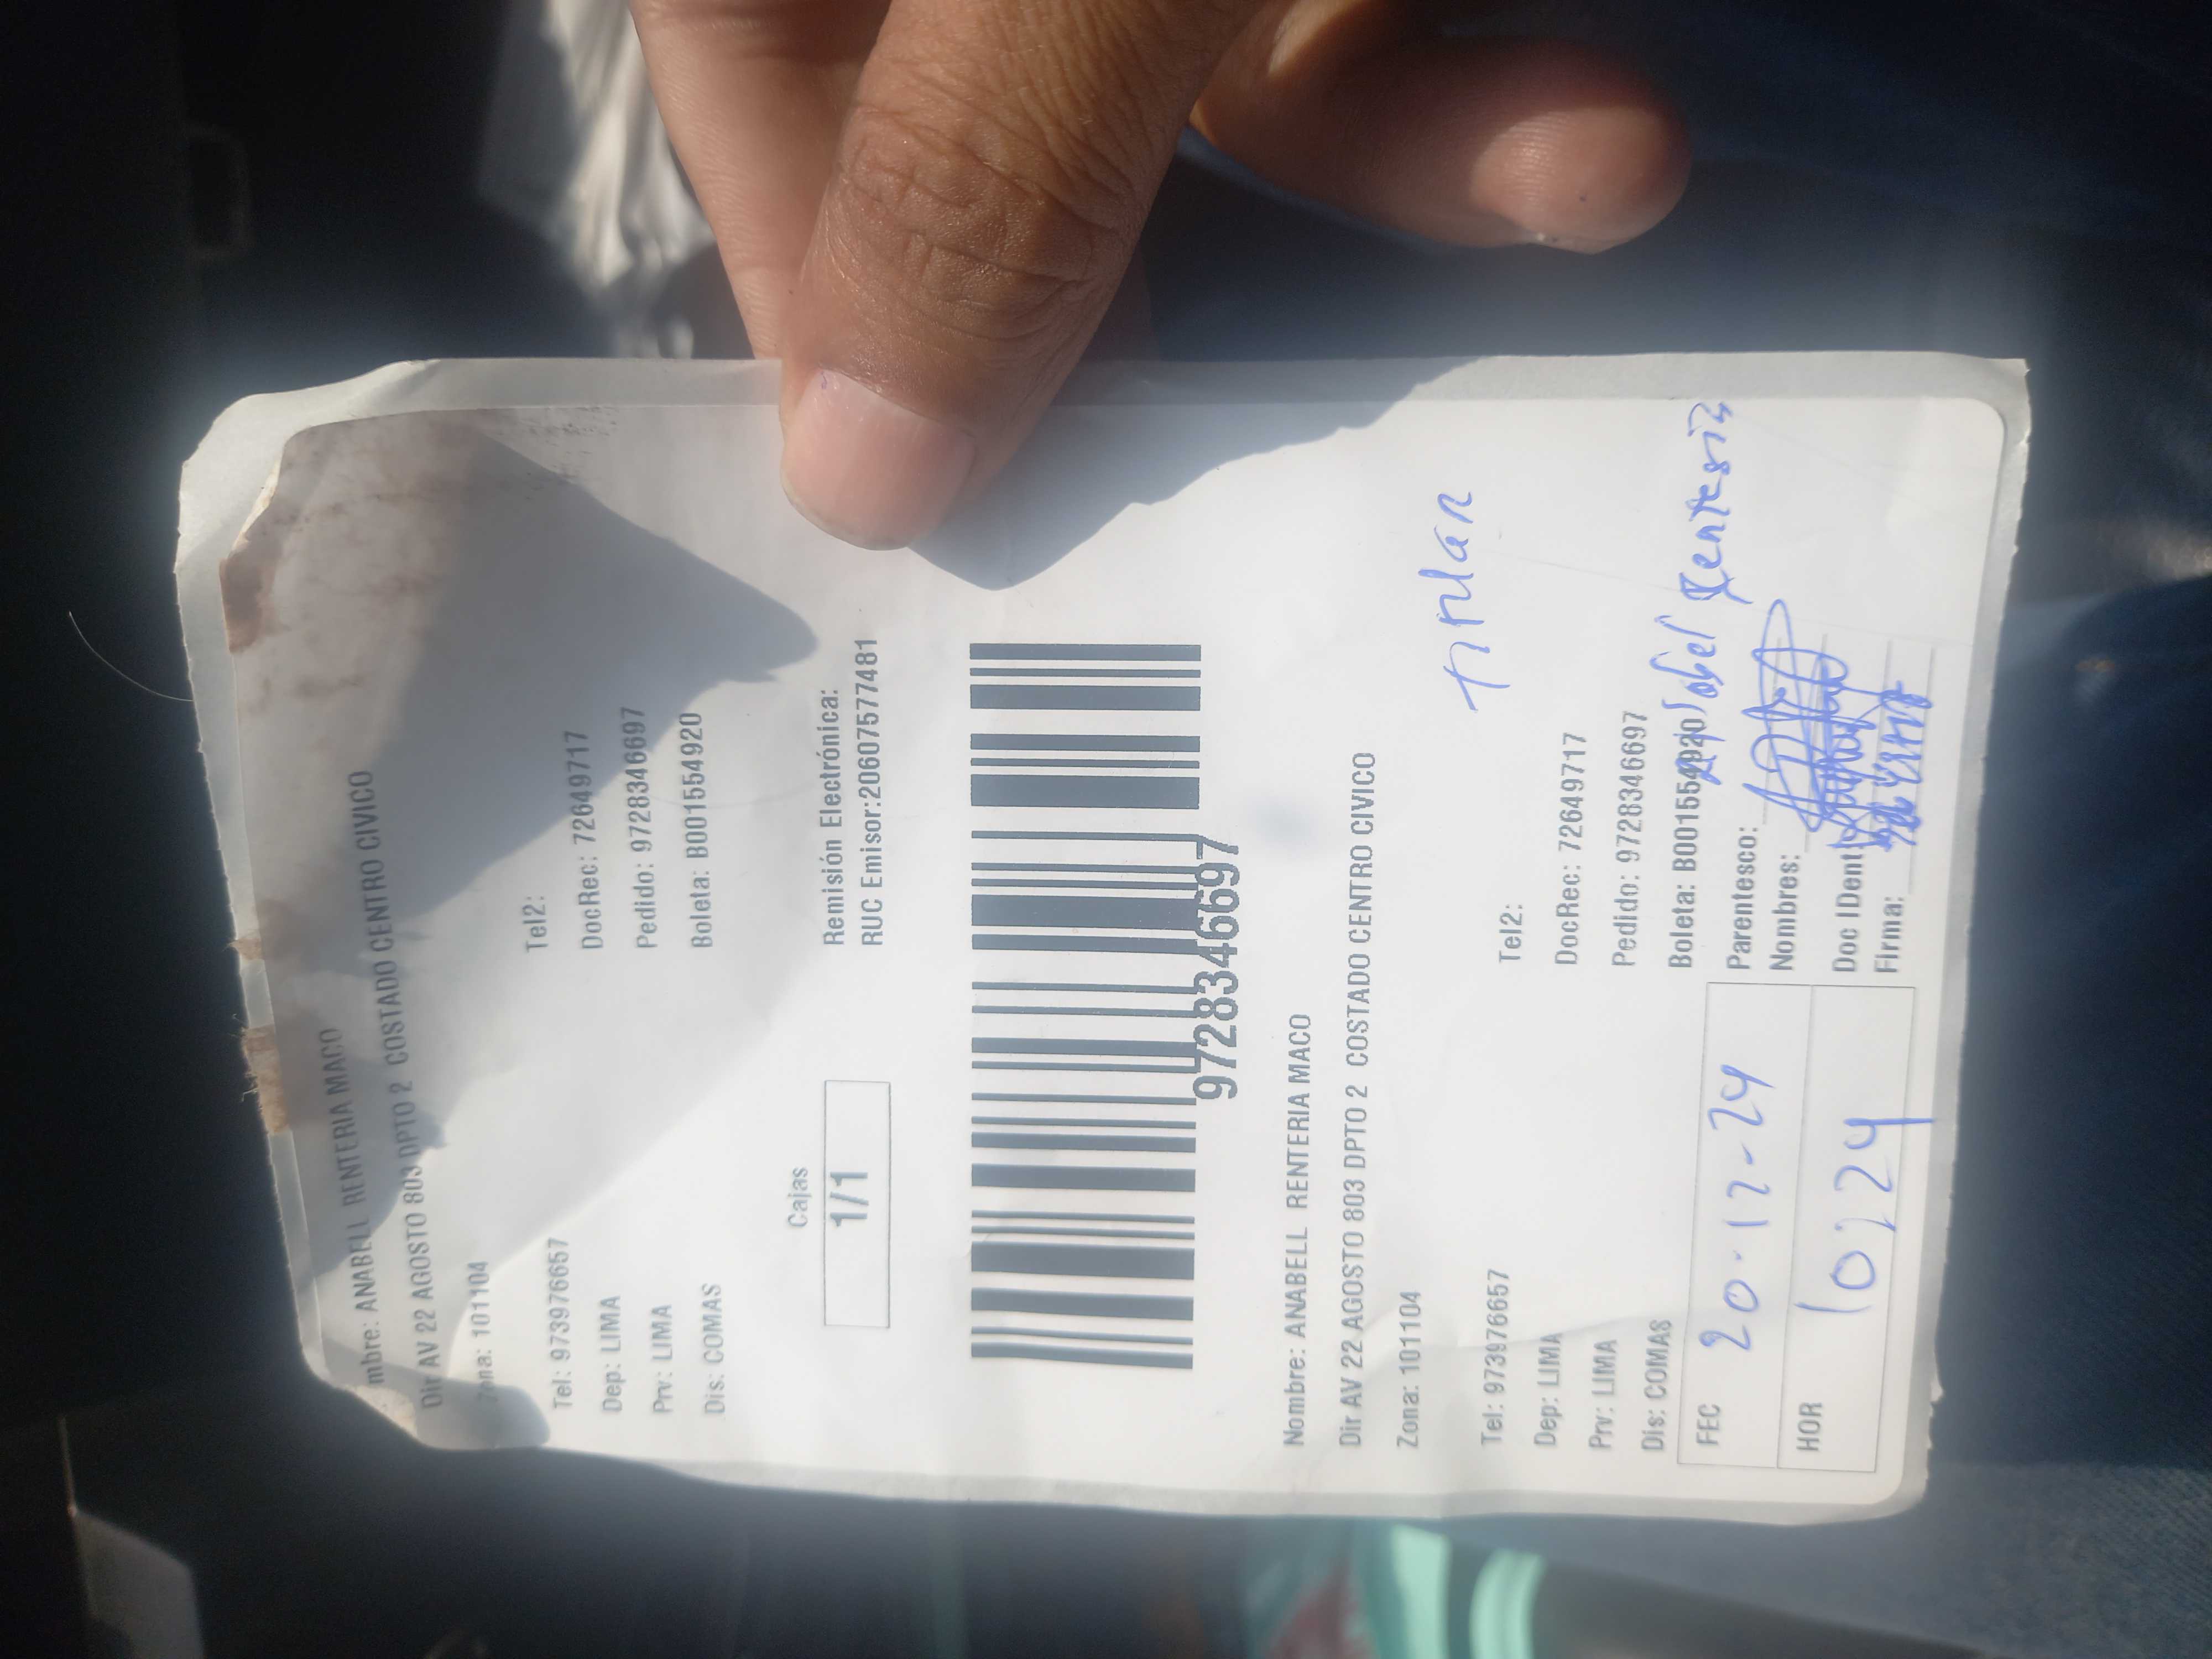 mbre: ANABELL RENTERIA MACO
Dir AV 22 AGOSTO 803 DPTO 2 COSTADO CENTRO CIVICO
Zona: 101104
Tel: 973976657 Tel2:
Dep: LIMA DocRec: 72649717
Prv: LIMA Pedido: 9728346697
Dis: COMAS Boleta: B001554920
Cajas Remisión Electrónica:
1/1 RUC Emisor:20607577481
9728346697
Nombre: ANABELL RENTERIA MACO
Dir AV 22 AGOSTO 803 DPTO 2 COSTADO CENTRO CIVICO
Zona: 101104
titular
Tel: 973976657 Tel2:
Dep: LIMA DocRec: 72649717
Prv: LIMA Pedido: 9728346697
Dis: COMAS Boleta: B001554920
FEC 20-12-24 Parentesco:
Nombres:
HOR 10:24 Doc IDent:
Firma: